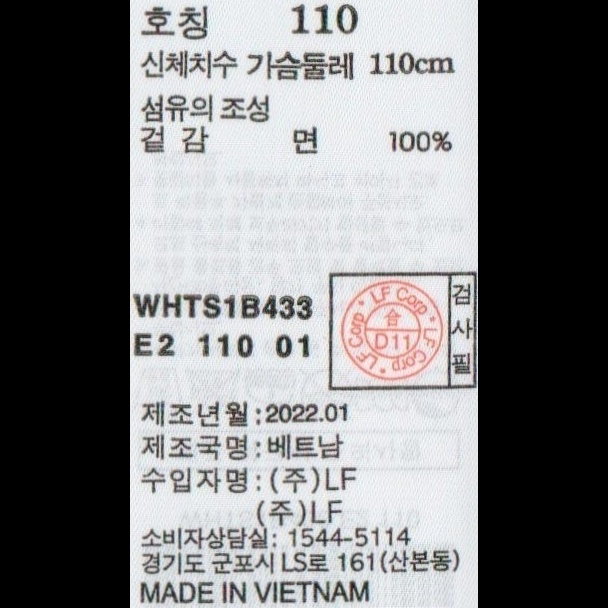 호칭 110
신체치수 가슴둘레 110cm
섬유의 조성
겉 감 면 100%
WHTS1B433
E2 110 01
LF Corp * LF Corp * LF Corp *
合
D11
검사필
제조년월:2022.01
제조국명:베트남
수입자명:(주)LF
(주)LF
소비자상담실: 1544-5114
경기도 군포시 LS로 161(산본동)
MADE IN VIETNAM